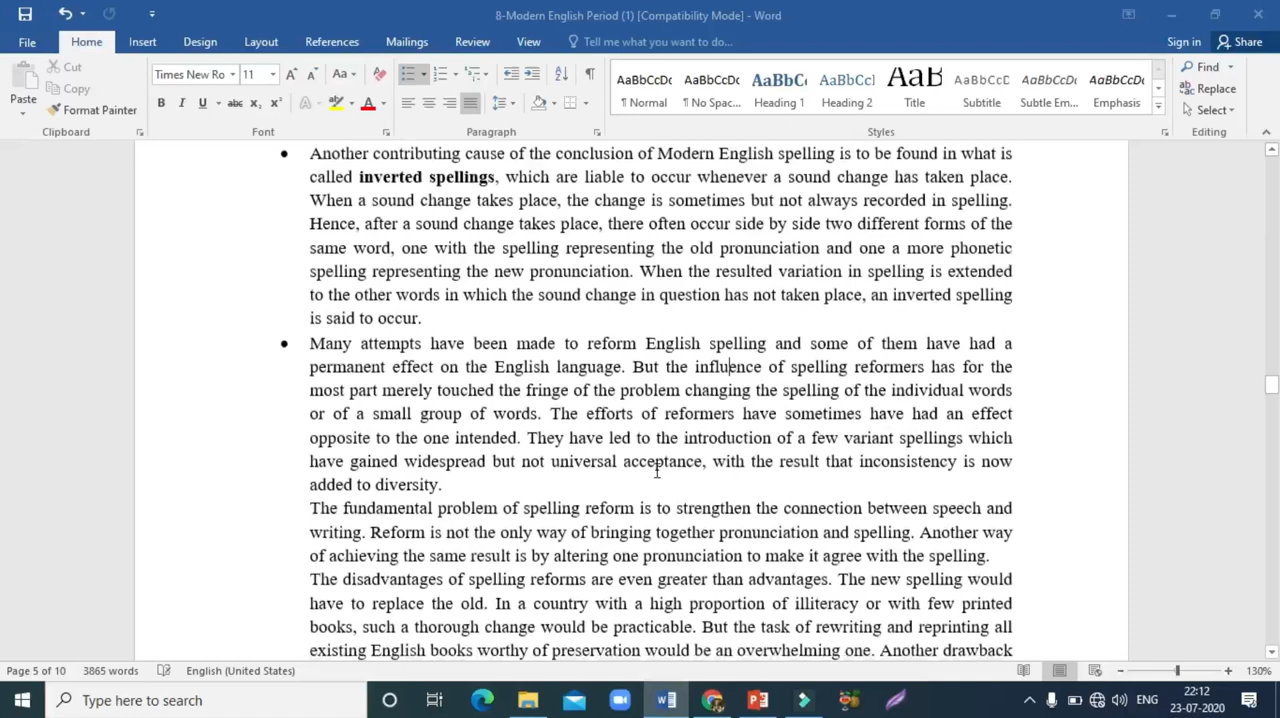 8-Modern English Period (1) [Compatibility Mode] - Word
File Home Insert Design Layout References Mailings Review View Tell me what you want to do... Sign in Share
Paste
Cut
Copy
Format Painter
Clipboard
Times New Ro 11
Font
Paragraph
AaBbCcDc AaBbCcDc AaBbC AaBbCcl AaB AaBbCcD AaBbCcDt AaBbCcDt
¶ Normal ¶ No Spac... Heading 1 Heading 2 Title Subtitle Subtle Em... Emphasis
Styles
Find
Replace
Select
Editing
• Another contributing cause of the conclusion of Modern English spelling is to be found in what is
called inverted spellings, which are liable to occur whenever a sound change has taken place.
When a sound change takes place, the change is sometimes but not always recorded in spelling.
Hence, after a sound change takes place, there often occur side by side two different forms of the
same word, one with the spelling representing the old pronunciation and one a more phonetic
spelling representing the new pronunciation. When the resulted variation in spelling is extended
to the other words in which the sound change in question has not taken place, an inverted spelling
is said to occur.
• Many attempts have been made to reform English spelling and some of them have had a
permanent effect on the English language. But the influence of spelling reformers has for the
most part merely touched the fringe of the problem changing the spelling of the individual words
or of a small group of words. The efforts of reformers have sometimes have had an effect
opposite to the one intended. They have led to the introduction of a few variant spellings which
have gained widespread but not universal acceptance, with the result that inconsistency is now
added to diversity.
The fundamental problem of spelling reform is to strengthen the connection between speech and
writing. Reform is not the only way of bringing together pronunciation and spelling. Another way
of achieving the same result is by altering one pronunciation to make it agree with the spelling.
The disadvantages of spelling reforms are even greater than advantages. The new spelling would
have to replace the old. In a country with a high proportion of illiteracy or with few printed
books, such a thorough change would be practicable. But the task of rewriting and reprinting all
existing English books worthy of preservation would be an overwhelming one. Another drawback
Page 5 of 10 3865 words English (United States) 130%
Type here to search
ENG
22:12
23-07-2020